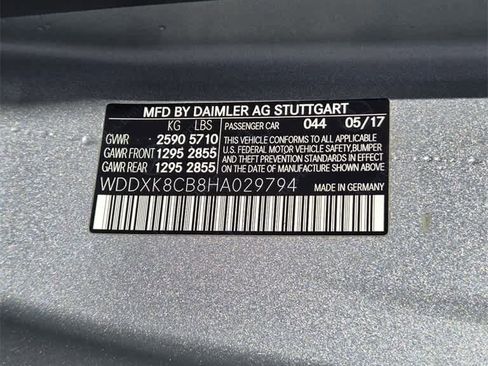 MFD BY DAIMLER AG STUTTGART
KG LBS PASSENGER CAR 044 05/17
GVWR 2590 5710 THIS VEHICLE CONFORMS TO ALL APPLICABLE
GAWR FRONT 1295 2855 U.S. FEDERAL MOTOR VEHICLE SAFETY,BUMPER
GAWR REAR 1295 2855 AND THEFT PREVENTION STANDARDS IN EFFECT
ON THE DATE OF MANUFACTURE SHOWN ABOVE.
WDDXK8CB8HA029794 MADE IN GERMANY